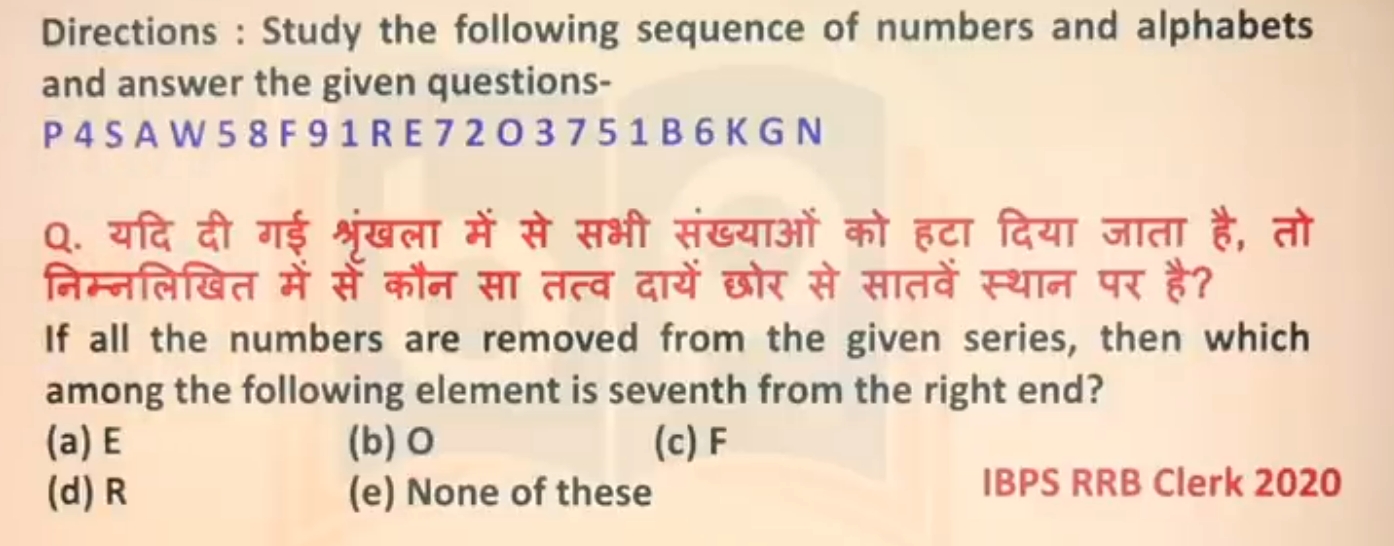 Directions : Study the following sequence of numbers and alphabets
and answer the given questions-
P 4 S A W 5 8 F 9 1 R E 7 2 O 3 7 5 1 B 6 K G N
Q. यदि दी गई श्रृंखला में से सभी संख्याओं को हटा दिया जाता है, तो
निम्नलिखित में सें कौन सा तत्व दायें छोर से सातवें स्थान पर है?
If all the numbers are removed from the given series, then which
among the following element is seventh from the right end?
(a) E (b) O (c) F
(d) R (e) None of these IBPS RRB Clerk 2020